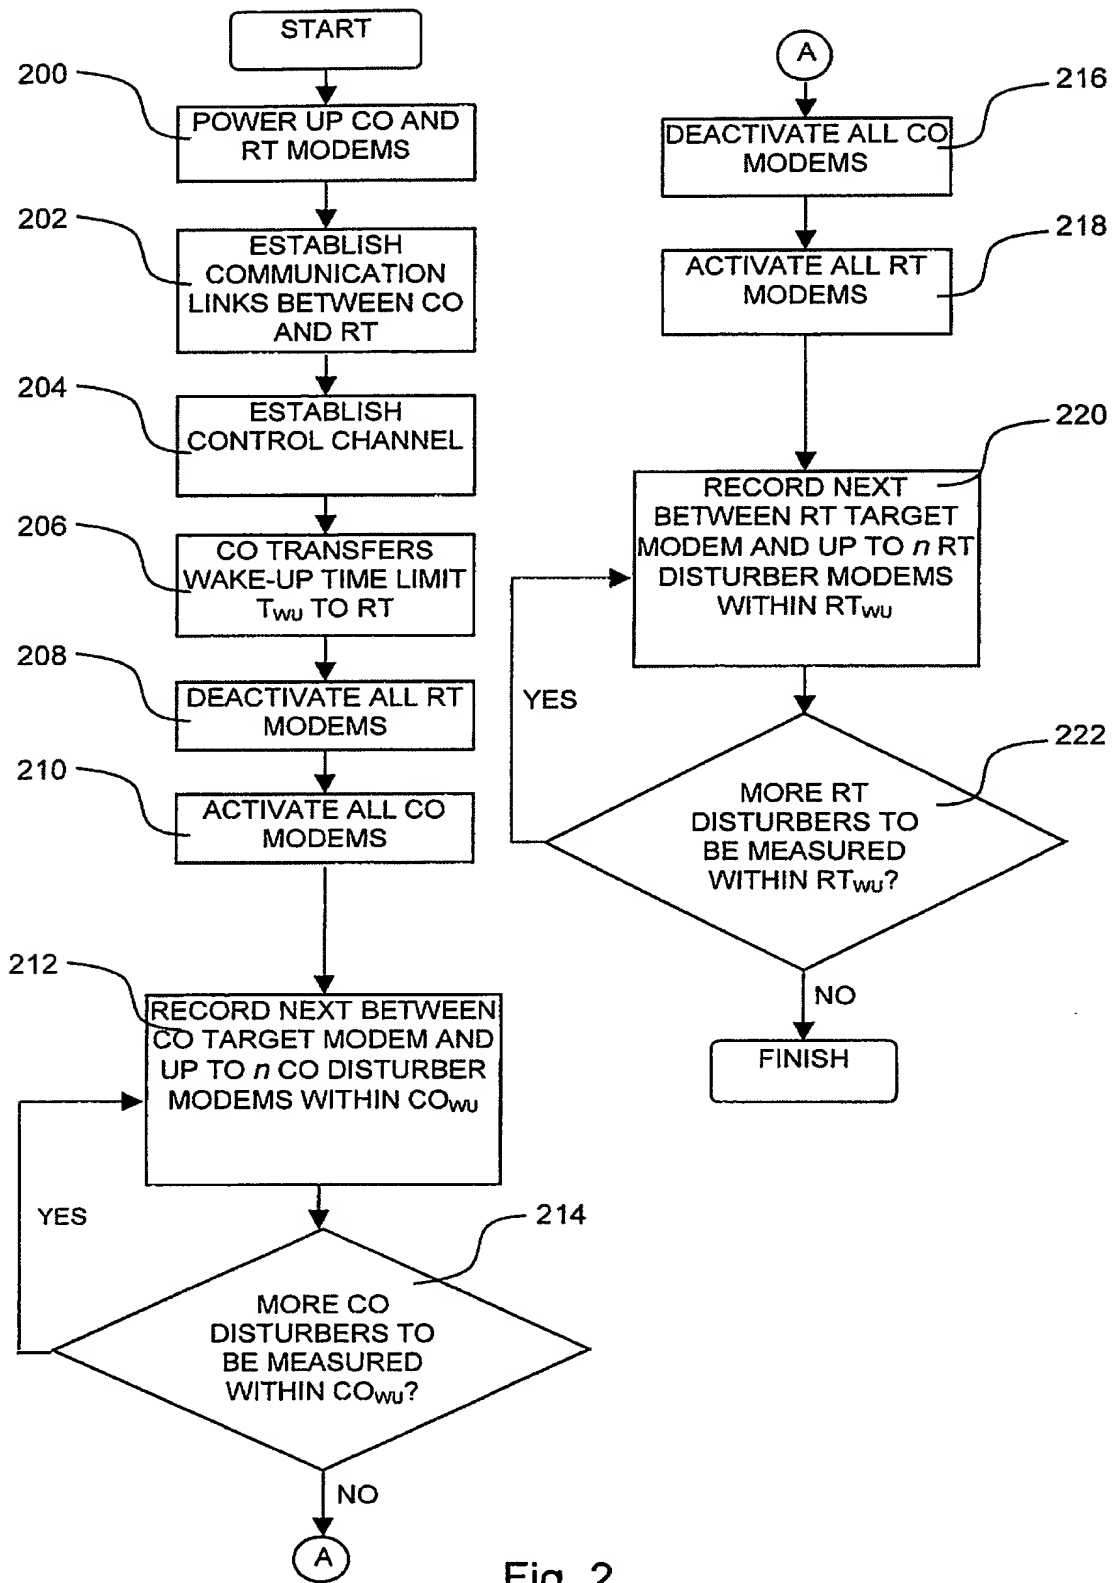 START
200
POWER UP CO AND
RT MODEMS
202
ESTABLISH
COMMUNICATION
LINKS BETWEEN CO
AND RT
204
ESTABLISH
CONTROL CHANNEL
206
CO TRANSFERS
WAKE-UP TIME LIMIT
TWU TO RT
208
DEACTIVATE ALL RT
MODEMS
210
ACTIVATE ALL CO
MODEMS
212
RECORD NEXT BETWEEN
CO TARGET MODEM AND
UP TO n CO DISTURBER
MODEMS WITHIN COWU
YES
214
MORE CO
DISTURBERS TO
BE MEASURED
WITHIN COWU?
NO
A
A
216
DEACTIVATE ALL CO
MODEMS
218
ACTIVATE ALL RT
MODEMS
220
RECORD NEXT
BETWEEN RT TARGET
MODEM AND UP TO n RT
DISTURBER MODEMS
WITHIN RTWU
YES
222
MORE RT
DISTURBERS TO
BE MEASURED
WITHIN RTWU?
NO
FINISH
Fig. 2